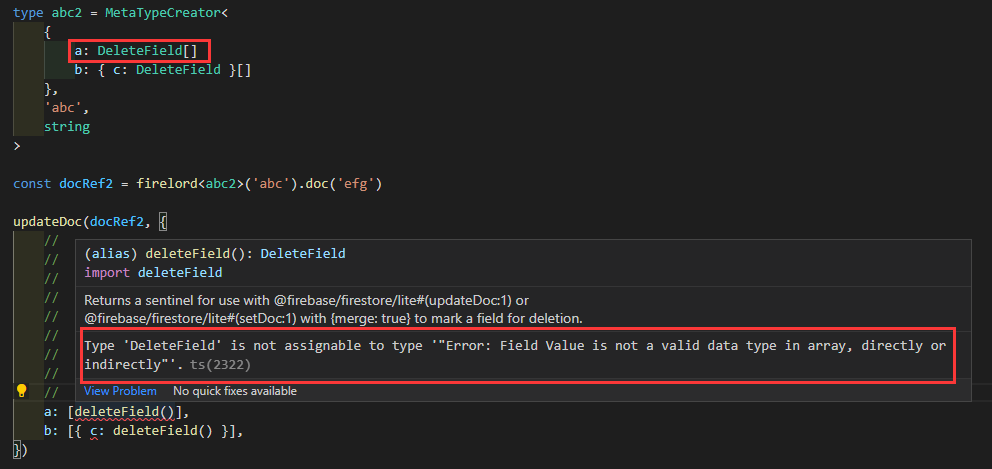 type abc2 = MetaTypeCreator<
{
a: DeleteField[]
b: { c: DeleteField }[]
},
'abc',
string
>
const docRef2 = firelord<abc2>('abc').doc('efg')
updateDoc(docRef2, {
//
//
//
//
//
//
//
//
//
(alias) deleteField(): DeleteField
import deleteField
Returns a sentinel for use with @firebase/firestore/lite#(updateDoc:1) or
@firebase/firestore/lite#(setDoc:1) with {merge: true} to mark a field for deletion.
Type 'DeleteField' is not assignable to type '"Error: Field Value is not a valid data type in array, directly or
indirectly"'. ts(2322)
View Problem No quick fixes available
a: [deleteField()],
b: [{ c: deleteField() }],
})